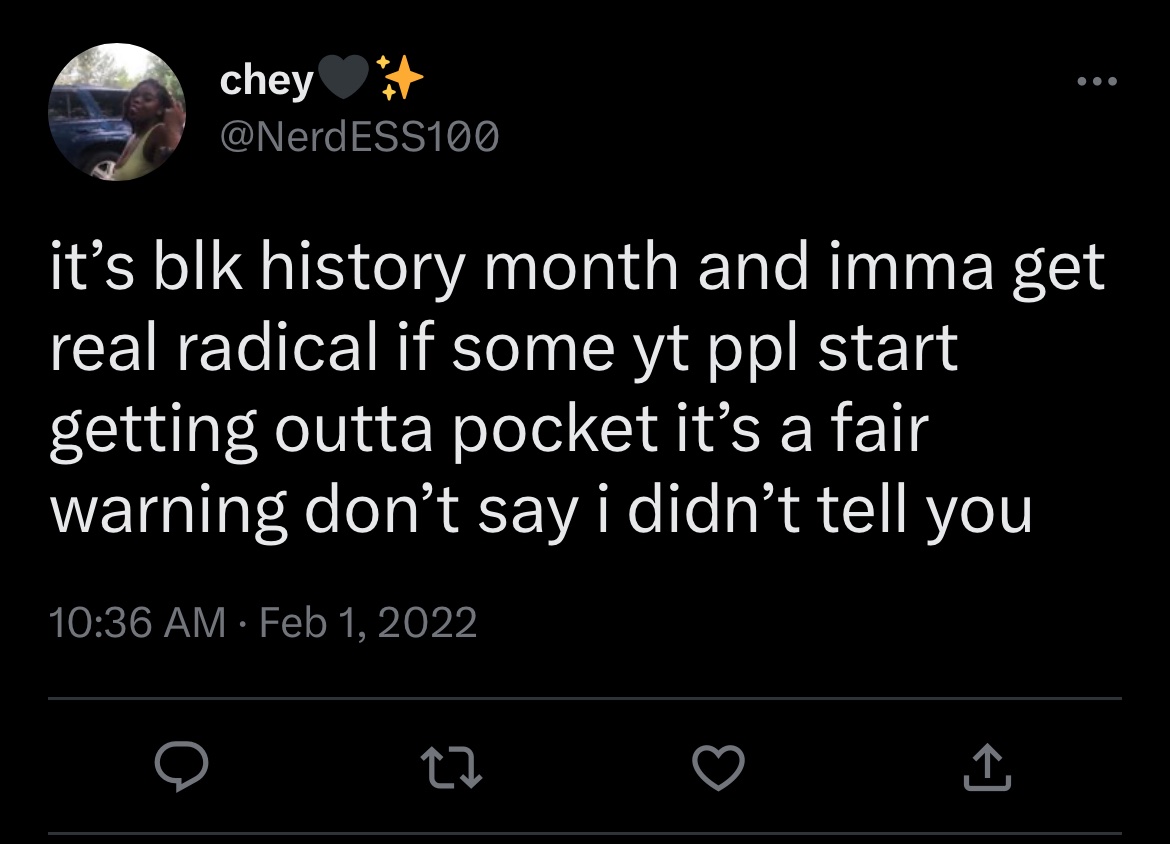 chey🖤✨
@NerdESS100
it’s blk history month and imma get
real radical if some yt ppl start
getting outta pocket it’s a fair
warning don’t say i didn’t tell you
10:36 AM · Feb 1, 2022